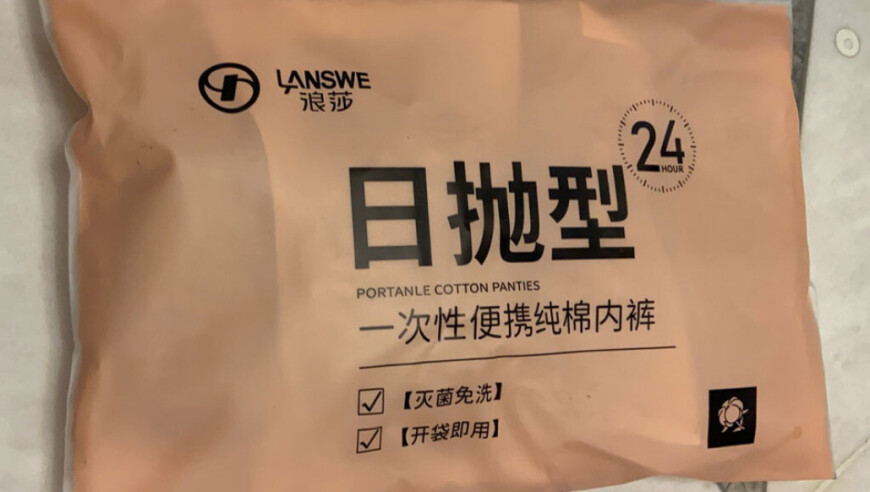 LANSWE
浪莎
24
HOUR
日抛型
PORTANLE COTTON PANTIES
一次性便携纯棉内裤
【灭菌免洗】
【开袋即用】